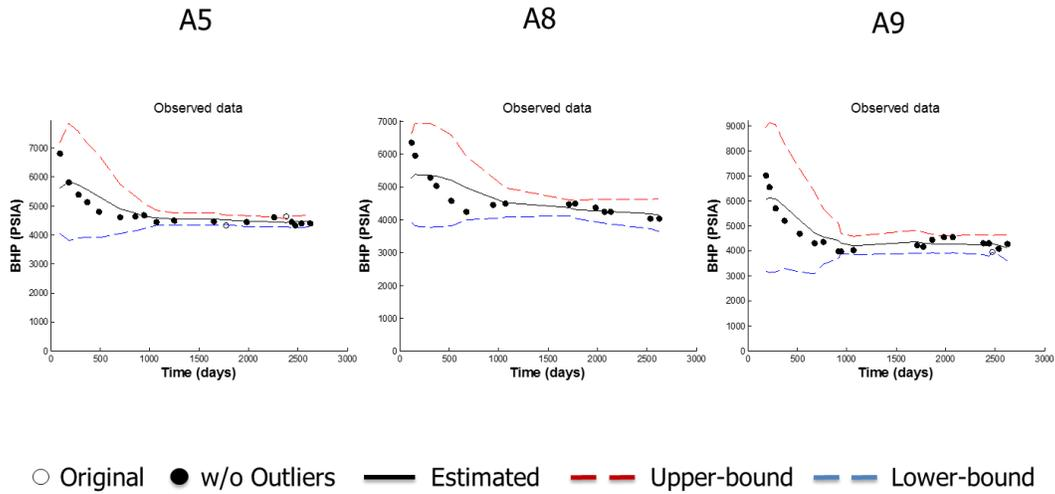 A5
A8
A9
Observed data
Observed data
Observed data
BHP (PSIA)
7000
6000
5000
4000
3000
2000
1000
0
0 500 1000 1500 2000 2500 3000
Time (days)
BHP (PSIA)
7000
6000
5000
4000
3000
2000
1000
0
0 500 1000 1500 2000 2500 3000
Time (days)
BHP (PSIA)
9000
8000
7000
6000
5000
4000
3000
2000
1000
0
0 500 1000 1500 2000 2500 3000
Time (days)
Original w/o Outliers Estimated Upper-bound Lower-bound